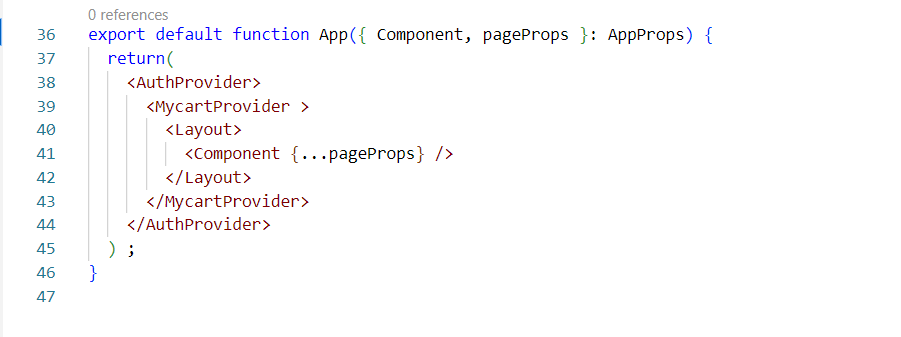 0 references
36 export default function App({ Component, pageProps }: AppProps) {
37 return(
38 <AuthProvider>
39 <MycartProvider >
40 <Layout>
41 <Component {...pageProps} />
42 </Layout>
43 </MycartProvider>
44 </AuthProvider>
45 ) ;
46 }
47